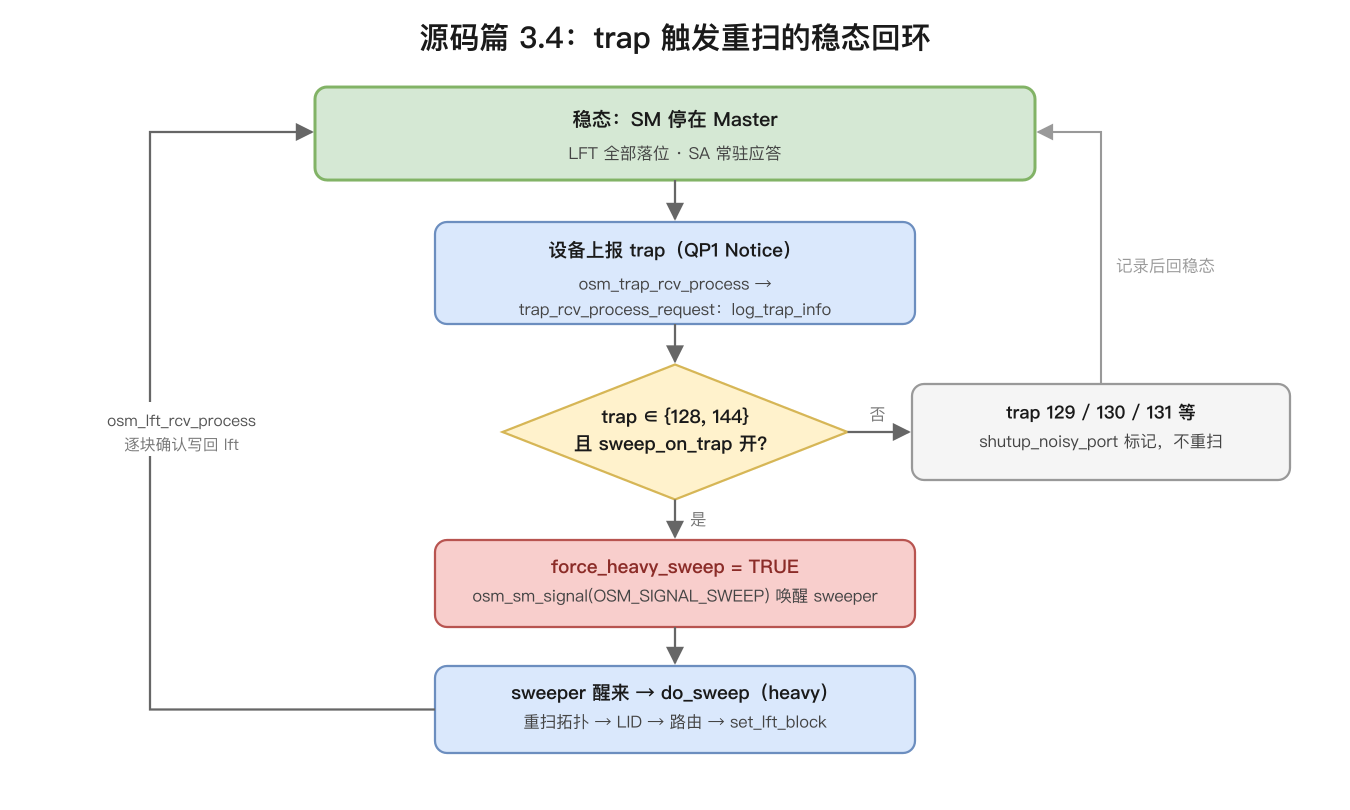 源码篇 3.4：trap 触发重扫的稳态回环
稳态：SM 停在 Master
LFT 全部落位 · SA 常驻应答
设备上报 trap（QP1 Notice）
osm_trap_rcv_process →
trap_rcv_process_request：log_trap_info
记录后回稳态
trap ∈ {128, 144}
且 sweep_on_trap 开?
否
trap 129 / 130 / 131 等
shutup_noisy_port 标记，不重扫
osm_lft_rcv_process
逐块确认写回 lft
是
force_heavy_sweep = TRUE
osm_sm_signal(OSM_SIGNAL_SWEEP) 唤醒 sweeper
sweeper 醒来 → do_sweep（heavy）
重扫拓扑 → LID → 路由 → set_lft_block